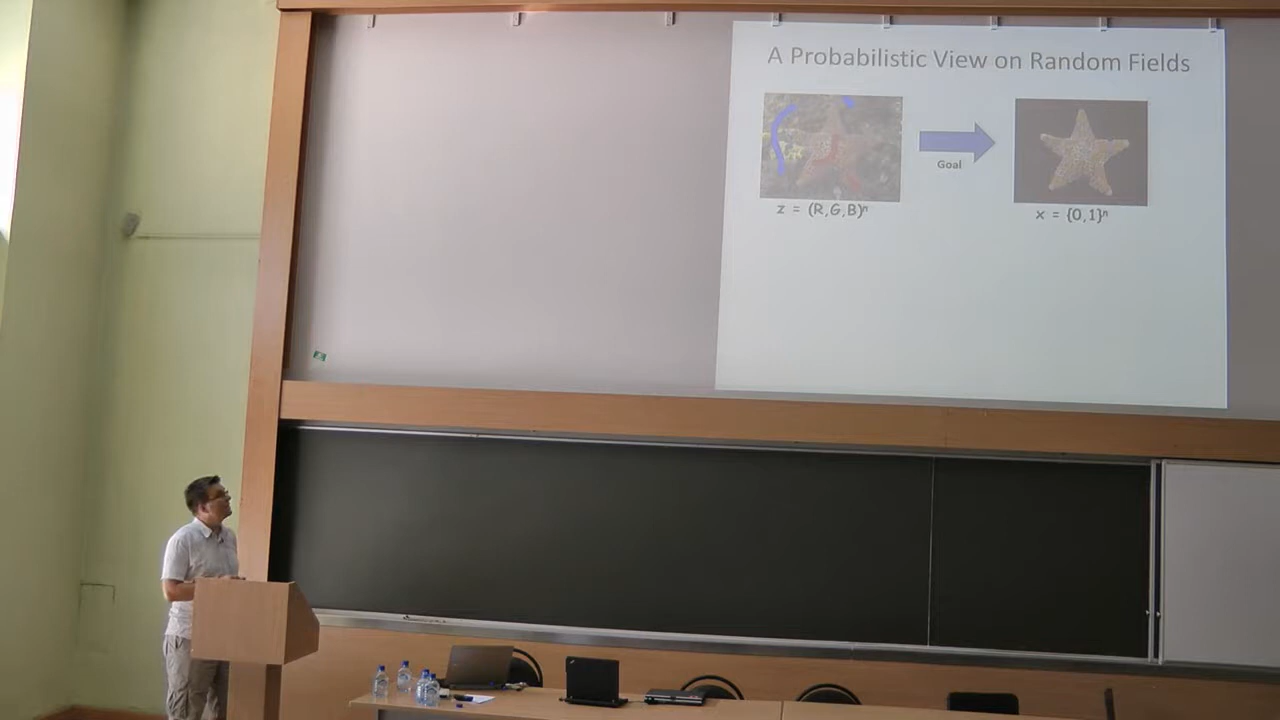 A Probabilistic View on Random Fields
Goal
z = (R,G,B)ⁿ
x = {0,1}ⁿ